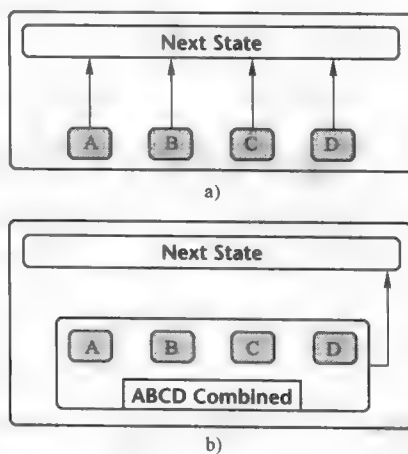 Next State
A B C D
a)
Next State
A B C D
ABCD Combined
b)